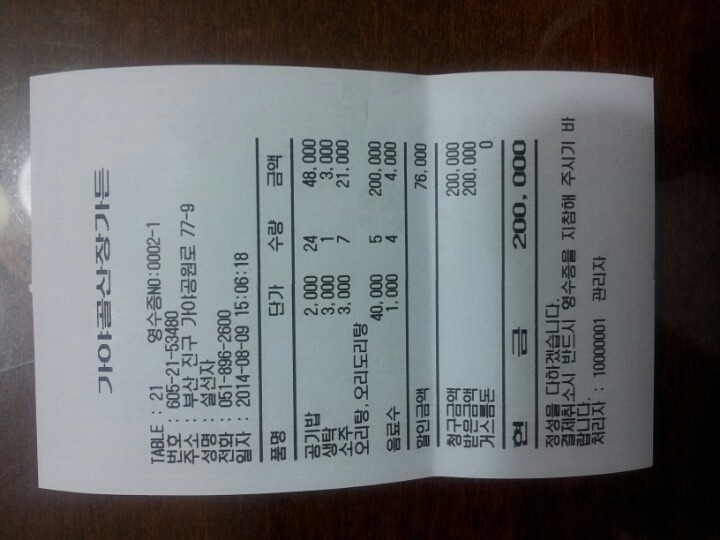 가야골산장가든
TABLE : 21 영수증NO:0002-1
번호 : 605-21-53480
주소 : 부산 진구 가야공원로 77-9
성명 : 설선자
전화 : 051-896-2600
일자 : 2014-08-09 15:06:18
품명 단가 수량 금액
공기밥 2,000 24 48,000
생탁 3,000 1 3,000
소주 3,000 7 21,000
오리탕,오리도리탕
40,000 5 200,000
음료수 1,000 4 4,000
할인금액 76,000
청구금액 200,000
받은금액 200,000
거스름돈 0
현 금 200,000
정성을 다하겠습니다.
결제취소시 반드시 영수증을 지참해 주시기 바
랍니다.
처리자 : 10000001 관리자